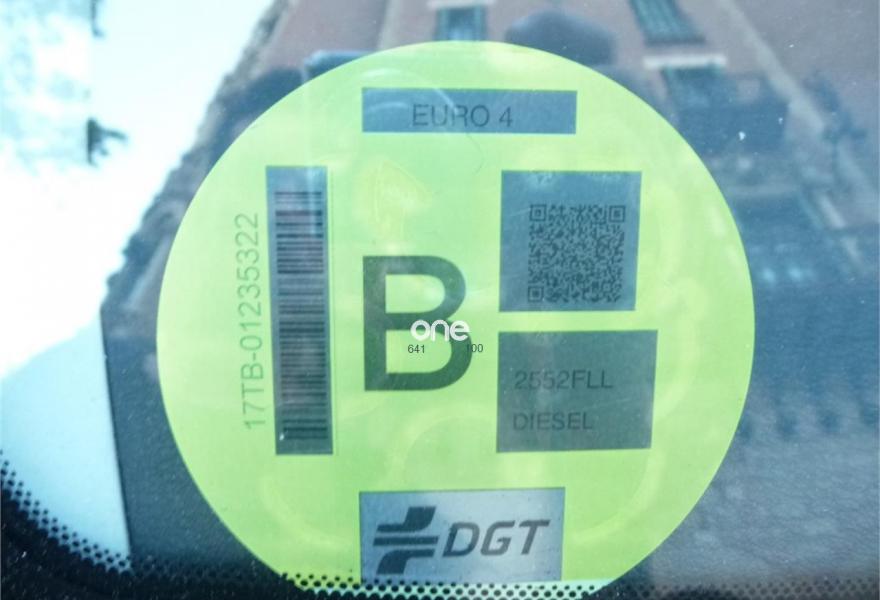 EURO 4
17TB-01235322
B
one
641 100
2552FLL
DIESEL
DGT